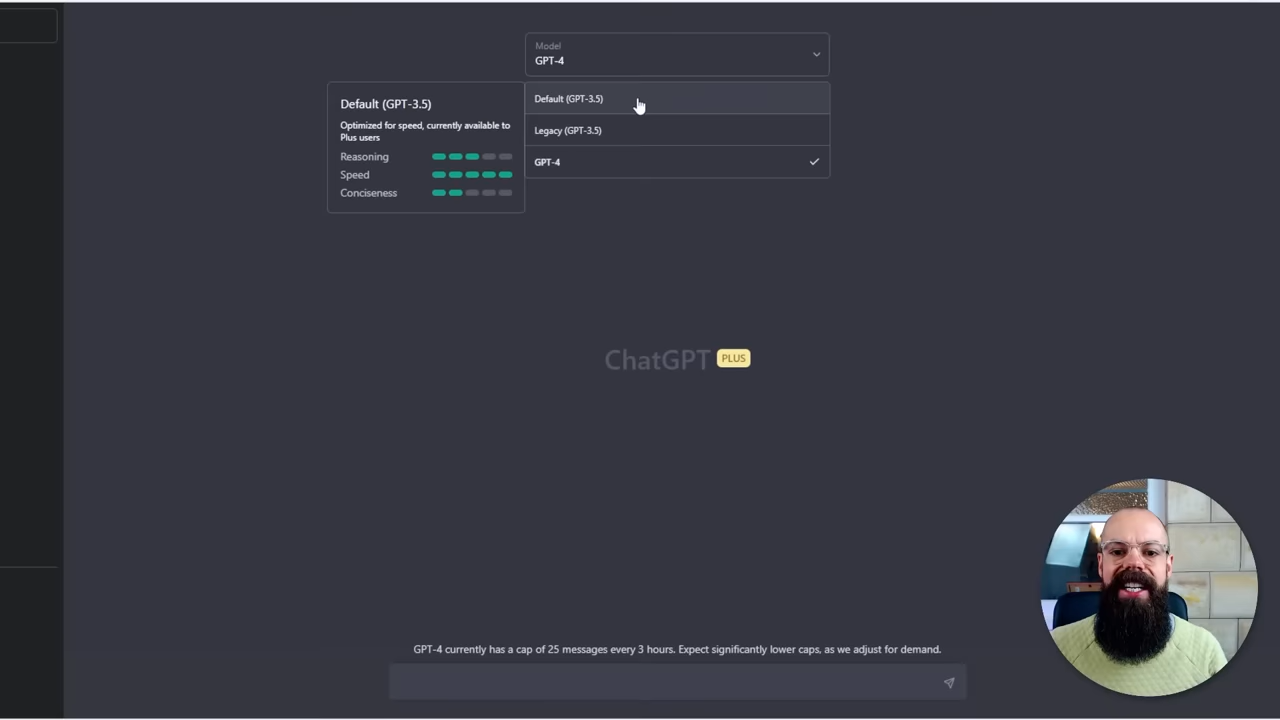 Model
GPT-4
Default (GPT-3.5)
Optimized for speed, currently available to
Plus users
Reasoning
Speed
Conciseness
Default (GPT-3.5)
Legacy (GPT-3.5)
GPT-4
ChatGPT PLUS
GPT-4 currently has a cap of 25 messages every 3 hours. Expect significantly lower caps, as we adjust for demand.